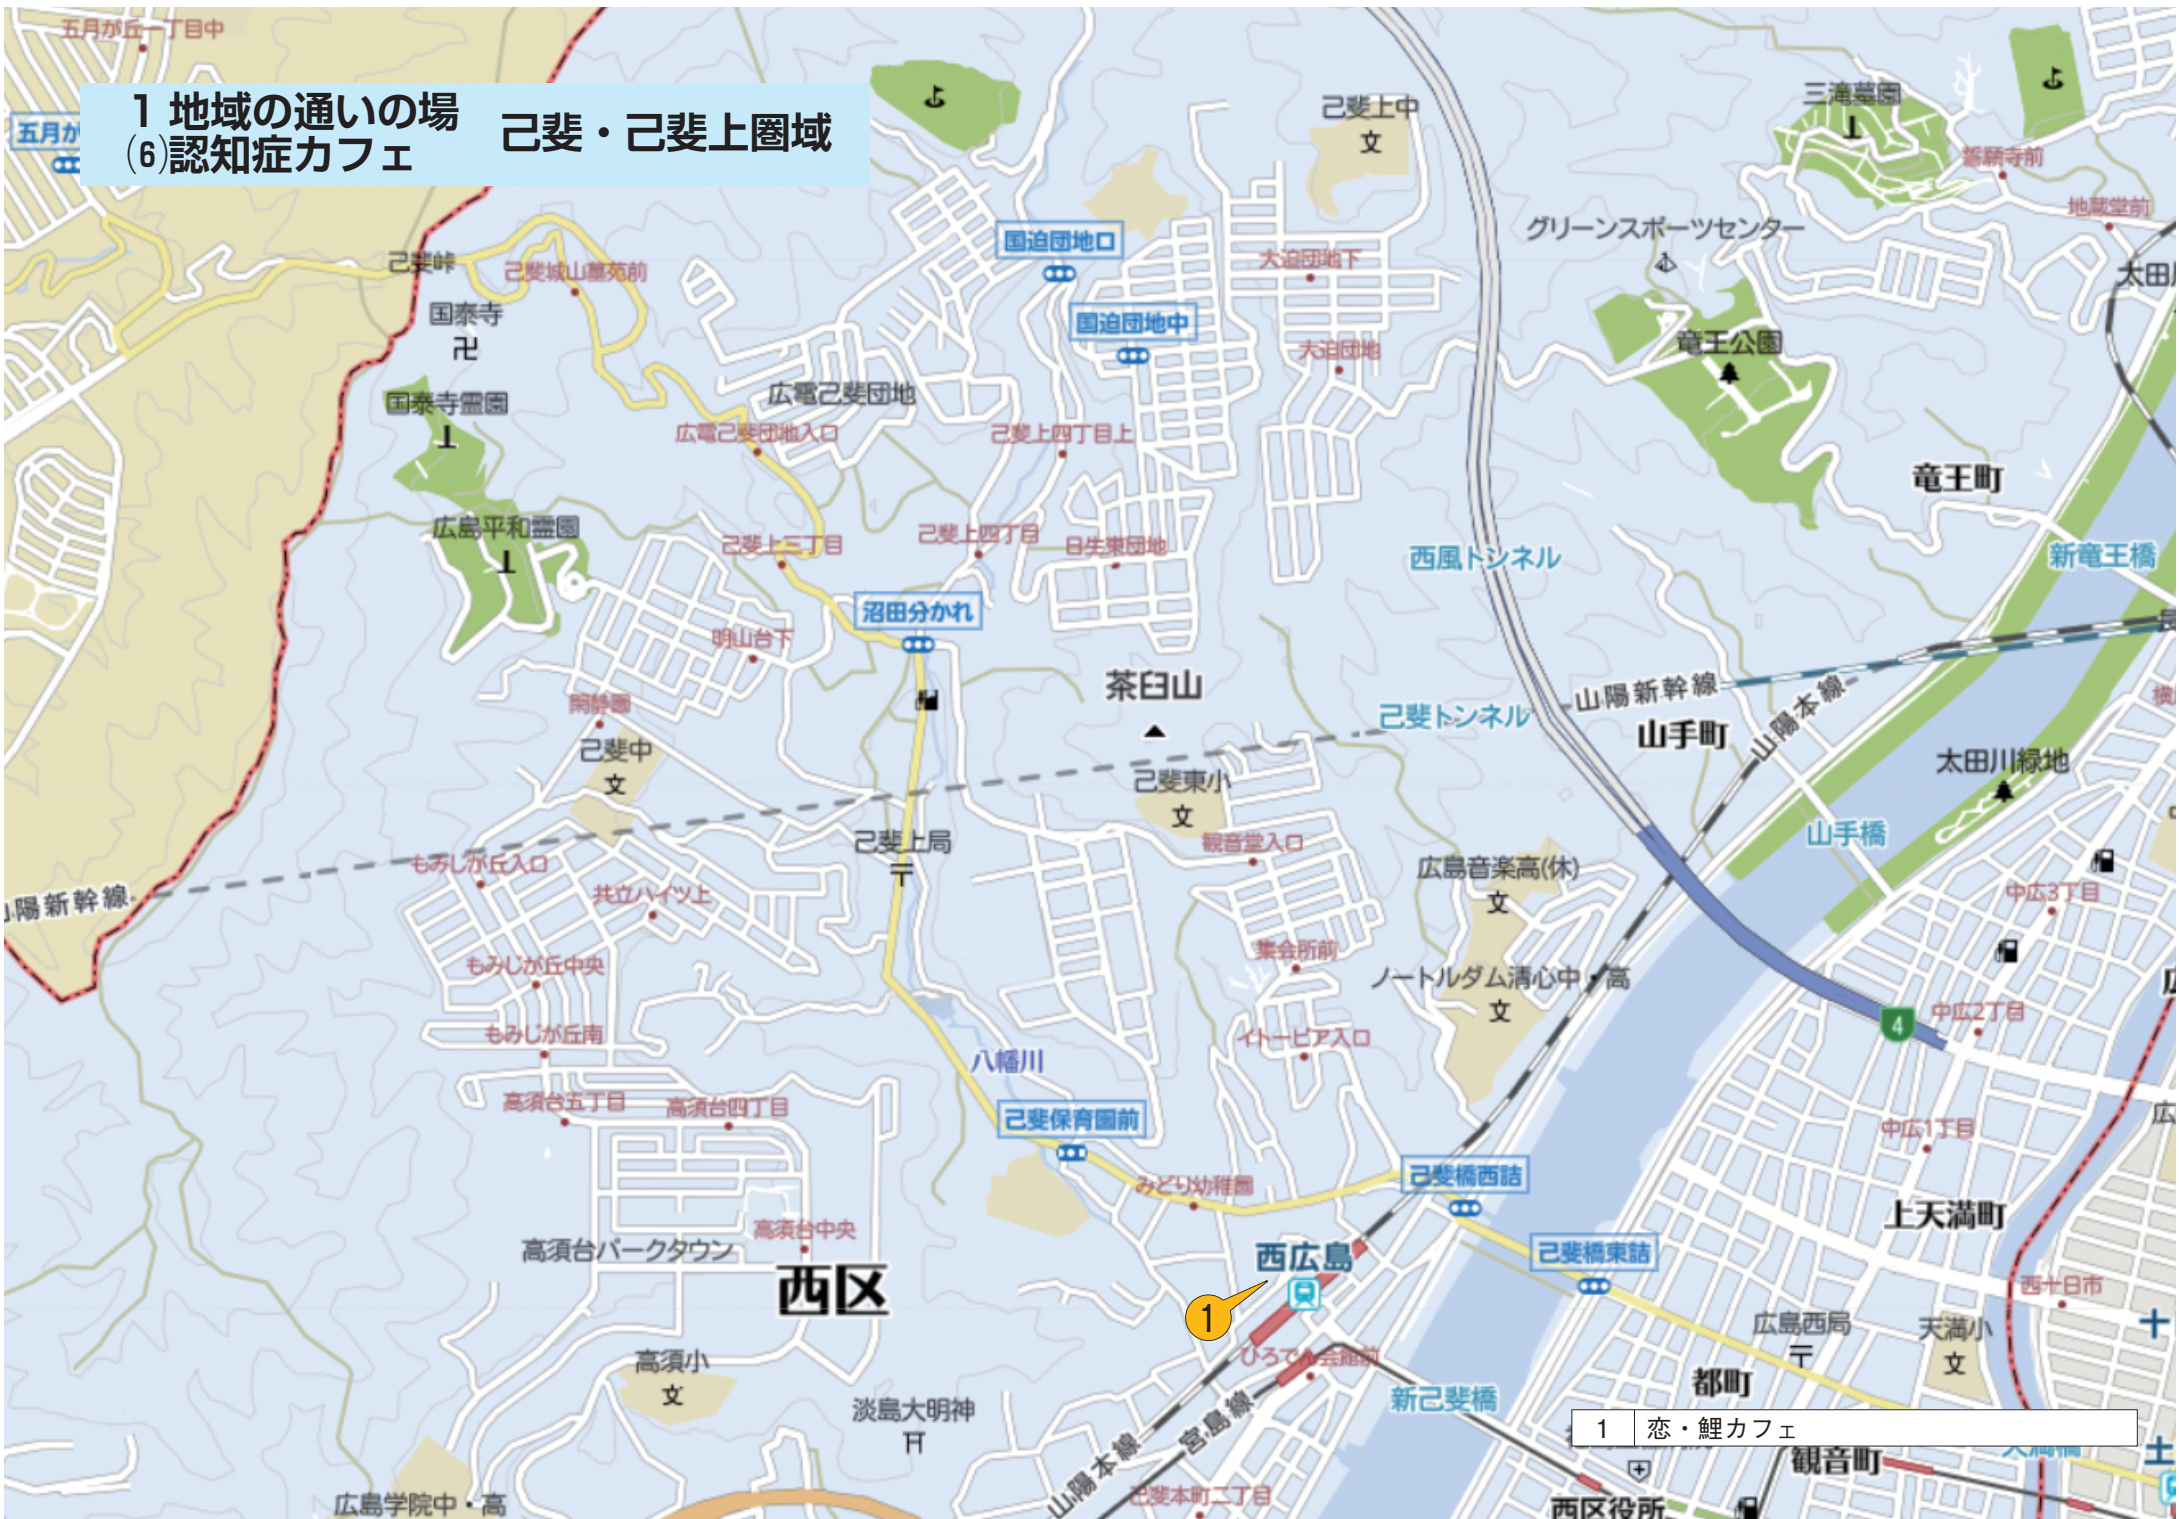 五月が丘一丁目中
1 地域の通いの場
(6)認知症カフェ
己斐・己斐上圏域
五月が
己斐上中
三滝墓園
誓願寺前
地蔵堂前
グリーンスポーツセンター
国迫団地口
大迫団地下
太田川
己斐峠
己斐城山墓苑前
国泰寺
国迫団地中
大迫団地
竜王公園
国泰寺霊園
広電己斐団地
広電己斐団地入口
己斐上四丁目上
竜王町
広島平和霊園
己斐上三丁目
己斐上四丁目
日生東団地
西風トンネル
新竜王橋
沼田分かれ
明山台下
茶臼山
山陽新幹線
己斐トンネル
山手町
山陽本線
閑静園
己斐中
文
己斐東小
文
太田川緑地
山手橋
己斐上局
観音堂入口
広島音楽高(休)
文
もみじが丘入口
共立ハイツ上
中広3丁目
山陽新幹線
もみじが丘中央
集会所前
ノートルダム清心中・高
文
もみじが丘南
イトーピア入口
4
中広2丁目
八幡川
高須台五丁目
高須台四丁目
己斐保育園前
中広1丁目
みどり幼稚園
己斐橋西詰
上天満町
高須台中央
高須台パークタウン
西広島
己斐橋東詰
西区
1
西十日市
広島西局
天満小
文
高須小
文
ひろでん会館前
都町
新己斐橋
淡島大明神
宮島線
山陽本線
1 恋・鯉カフェ
天満橋
観音町
己斐本町二丁目
広島学院中・高
西区役所